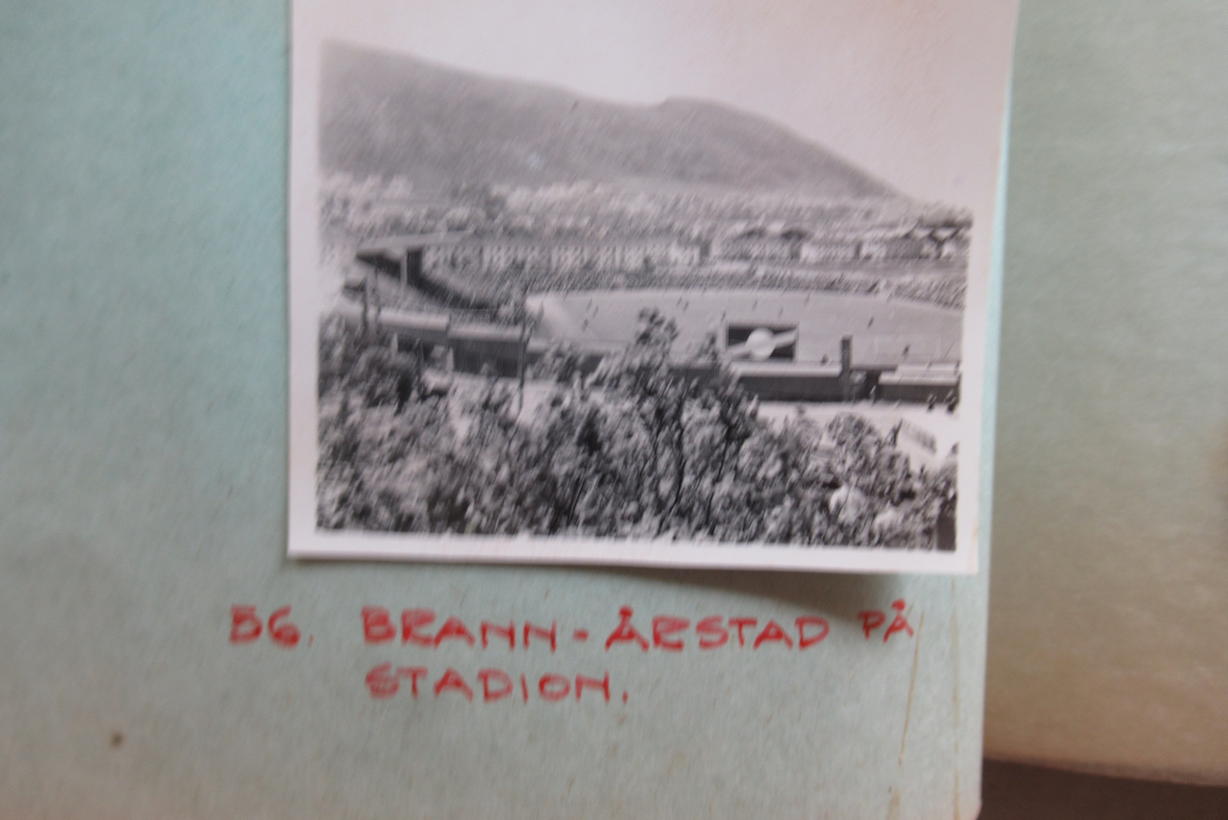 56. BRANN - ÅRSTAD PÅ
STADION.